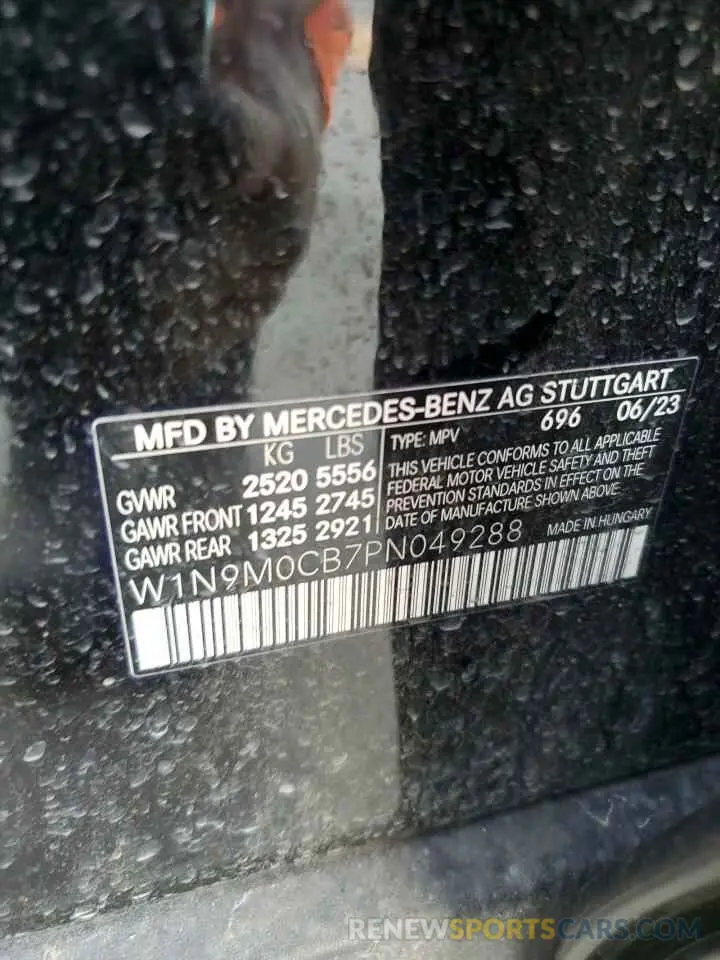 MFD BY MERCEDES-BENZ AG STUTTGART
KG LBS
GVWR 2520 5556
GAWR FRONT 1245 2745
GAWR REAR 1325 2921
TYPE: MPV 696 06/23
THIS VEHICLE CONFORMS TO ALL APPLICABLE
FEDERAL MOTOR VEHICLE SAFETY AND THEFT
PREVENTION STANDARDS IN EFFECT ON THE
DATE OF MANUFACTURE SHOWN ABOVE.
W1N9M0CB7PN049288 MADE IN HUNGARY
RENEWSPORTSCARS.COM